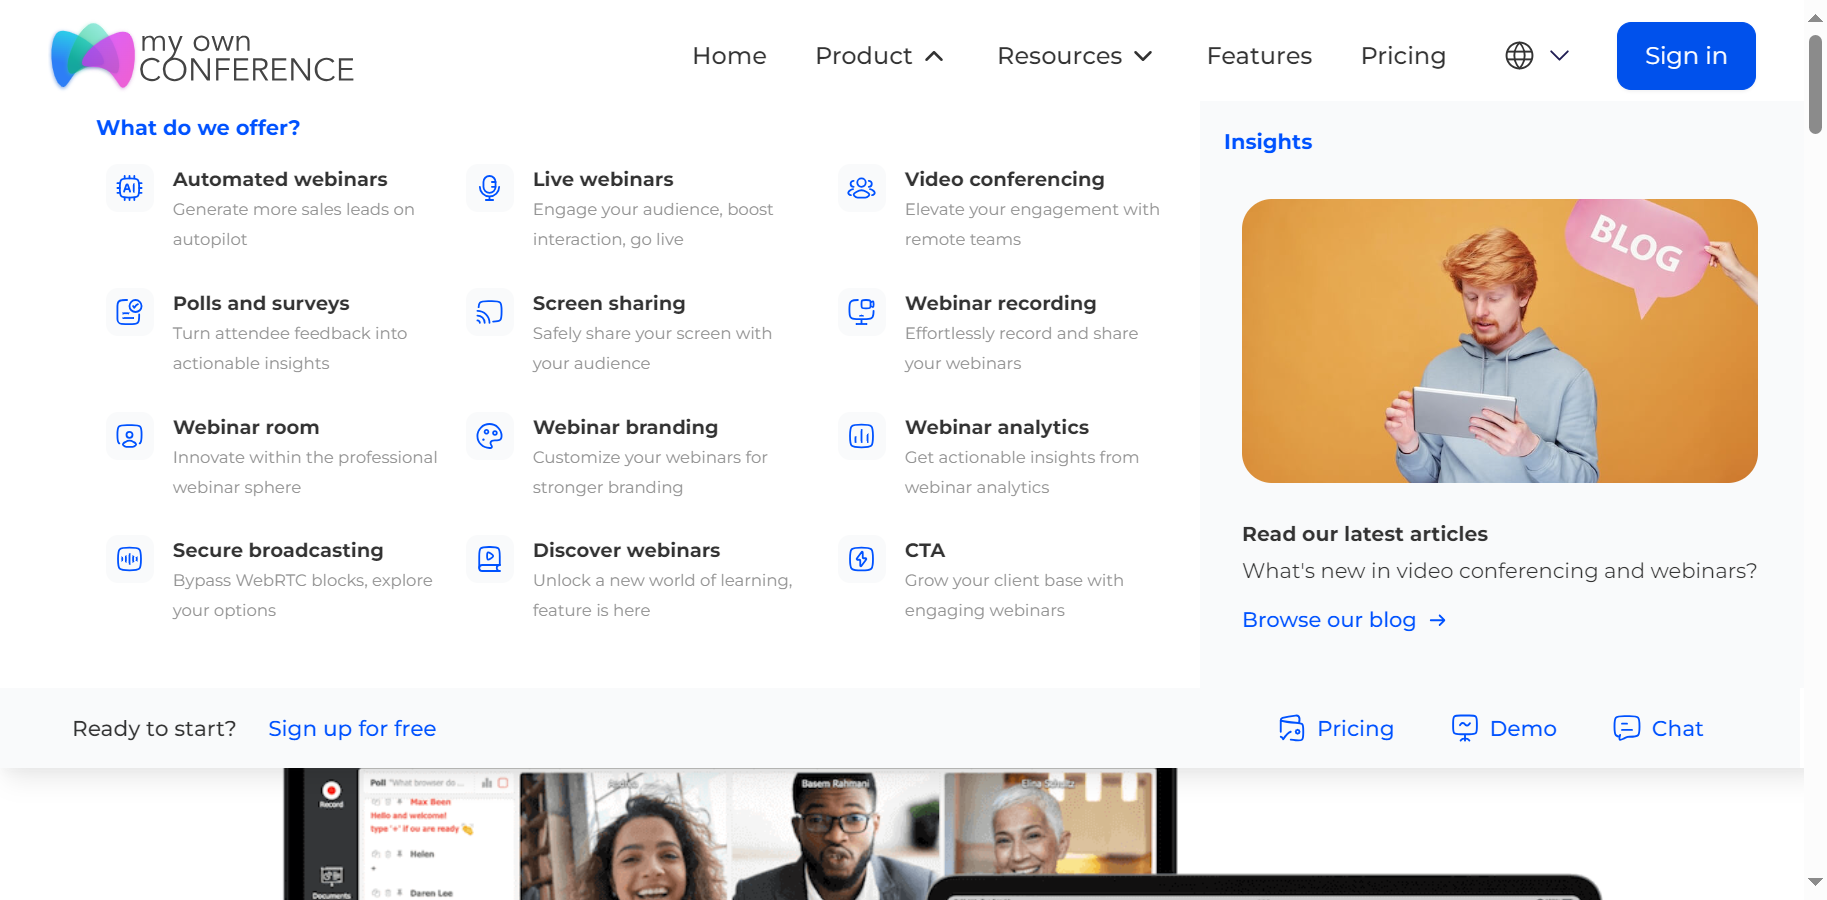 my own
CONFERENCE
Home
Product
Resources
Features
Pricing
Sign in
What do we offer?
Automated webinars
Generate more sales leads on
autopilot
Live webinars
Engage your audience, boost
interaction, go live
Video conferencing
Elevate your engagement with
remote teams
Polls and surveys
Turn attendee feedback into
actionable insights
Screen sharing
Safely share your screen with
your audience
Webinar recording
Effortlessly record and share
your webinars
Webinar room
Innovate within the professional
webinar sphere
Webinar branding
Customize your webinars for
stronger branding
Webinar analytics
Get actionable insights from
webinar analytics
Secure broadcasting
Bypass WebRTC blocks, explore
your options
Discover webinars
Unlock a new world of learning,
feature is here
CTA
Grow your client base with
engaging webinars
Insights
BLOG
Read our latest articles
What's new in video conferencing and webinars?
Browse our blog
Ready to start?
Sign up for free
Pricing
Demo
Chat
Record
Documents
Poll "What browser do ...
Max Been
Hello and welcome!
type '+' if ou are ready
Helen
+
Daren Lee
Basem Rahmani